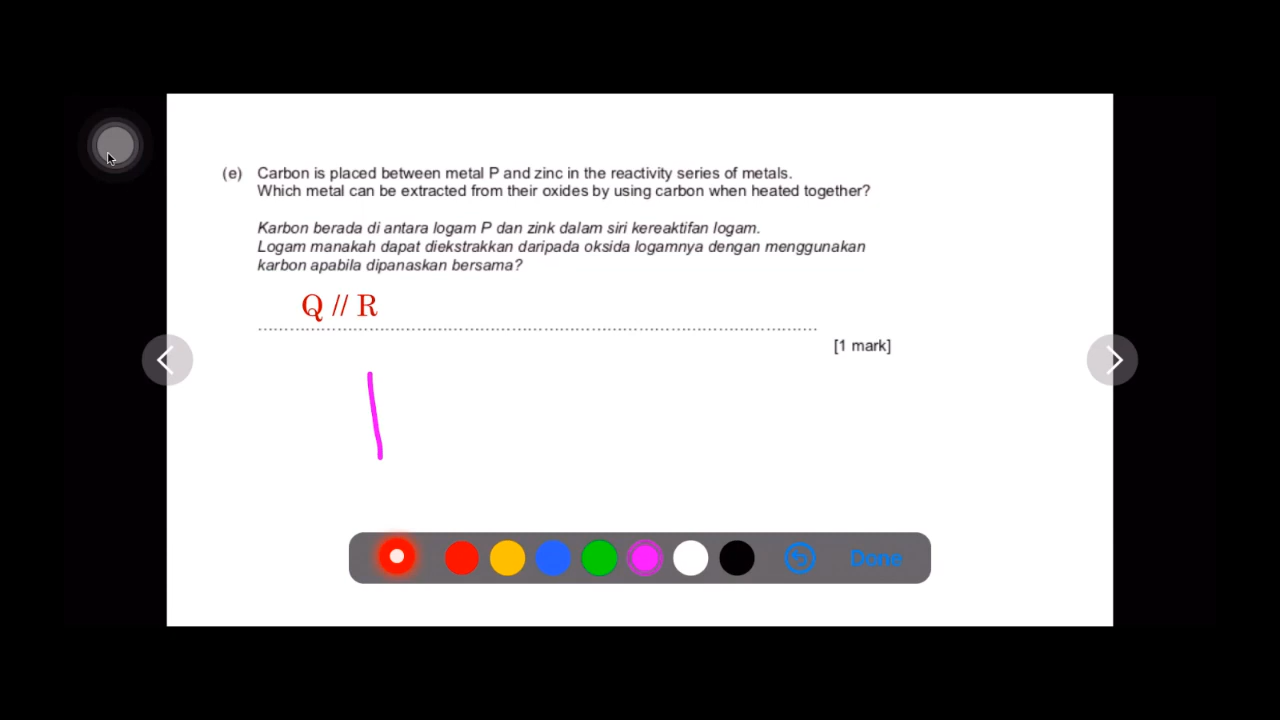 (e) Carbon is placed between metal P and zinc in the reactivity series of metals.
Which metal can be extracted from their oxides by using carbon when heated together?
Karbon berada di antara logam P dan zink dalam siri kereaktifan logam.
Logam manakah dapat diekstrakkan daripada oksida logamnya dengan menggunakan
karbon apabila dipanaskan bersama?
Q // R
[1 mark]
Done